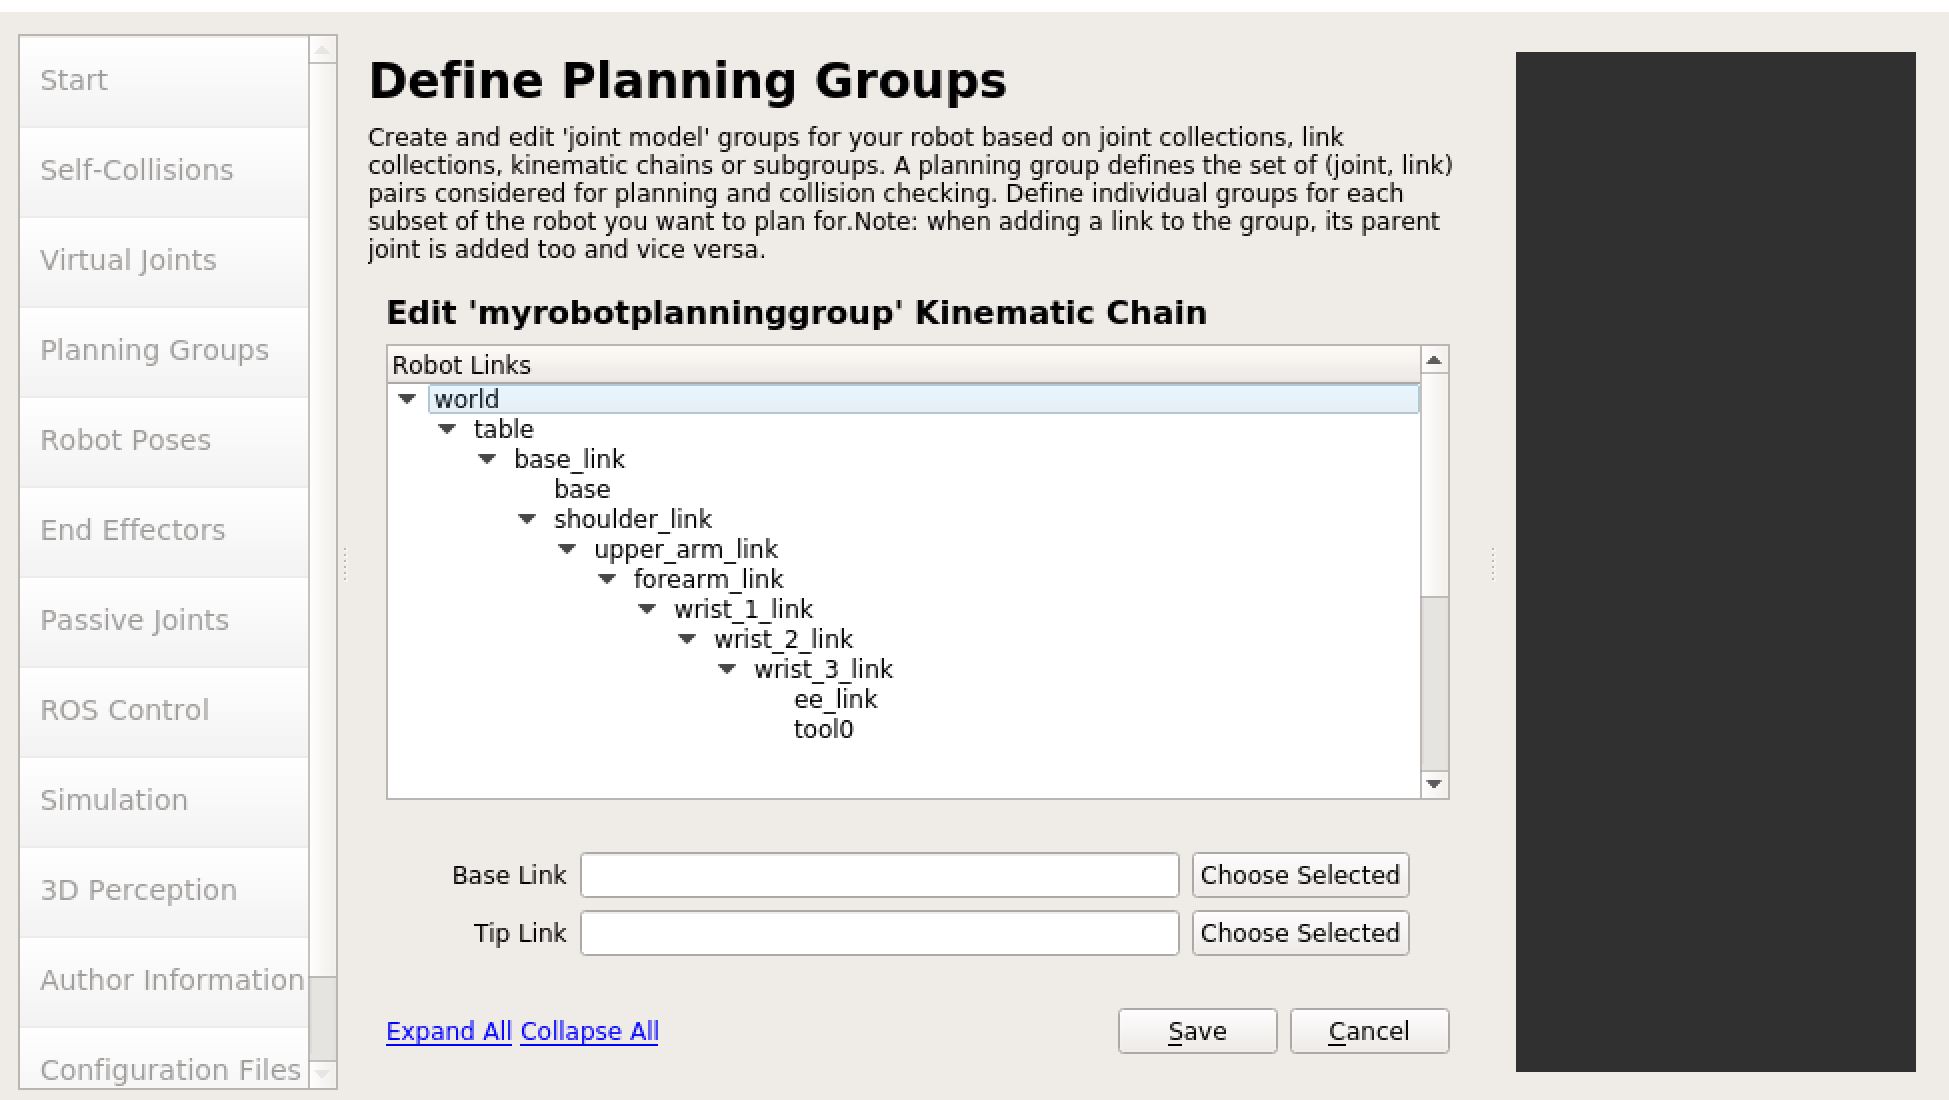 Start
Self-Collisions
Virtual Joints
Planning Groups
Robot Poses
End Effectors
Passive Joints
ROS Control
Simulation
3D Perception
Author Information
Configuration Files
Define Planning Groups
Create and edit 'joint model' groups for your robot based on joint collections, link
collections, kinematic chains or subgroups. A planning group defines the set of (joint, link)
pairs considered for planning and collision checking. Define individual groups for each
subset of the robot you want to plan for.Note: when adding a link to the group, its parent
joint is added too and vice versa.
Edit 'myrobotplanninggroup' Kinematic Chain
Robot Links
world
table
base_link
base
shoulder_link
upper_arm_link
forearm_link
wrist_1_link
wrist_2_link
wrist_3_link
ee_link
tool0
Base Link Choose Selected
Tip Link Choose Selected
Expand All Collapse All Save Cancel